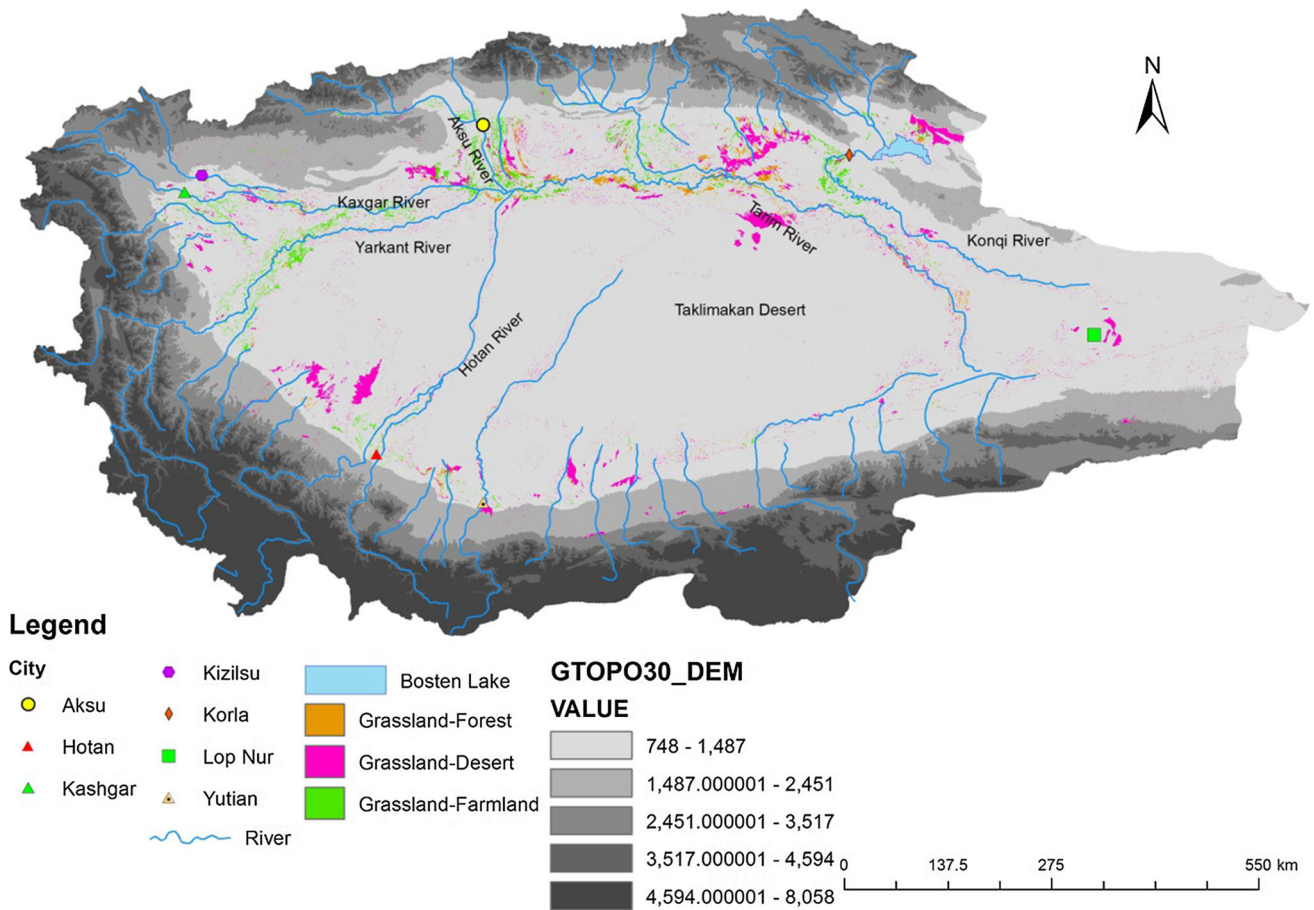 N
Aksu River
Kaxgar River
Yarkant River
Tarim River
Konqi River
Taklimakan Desert
Hotan River
Legend
City
Aksu
Hotan
Kashgar
Kizilsu
Korla
Lop Nur
Yutian
River
Bosten Lake
Grassland-Forest
Grassland-Desert
Grassland-Farmland
GTOPO30_DEM
VALUE
748 - 1,487
1,487.000001 - 2,451
2,451.000001 - 3,517
3,517.000001 - 4,594
4,594.000001 - 8,058
0 137.5 275 550 km